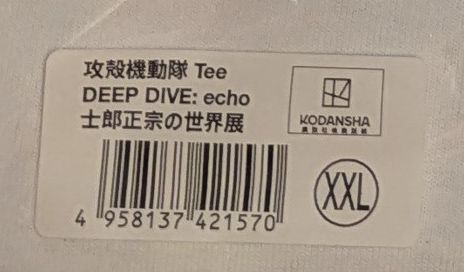 攻殻機動隊 Tee
DEEP DIVE: echo
士郎正宗の世界展
KODANSHA
XXL
4 958137 421570